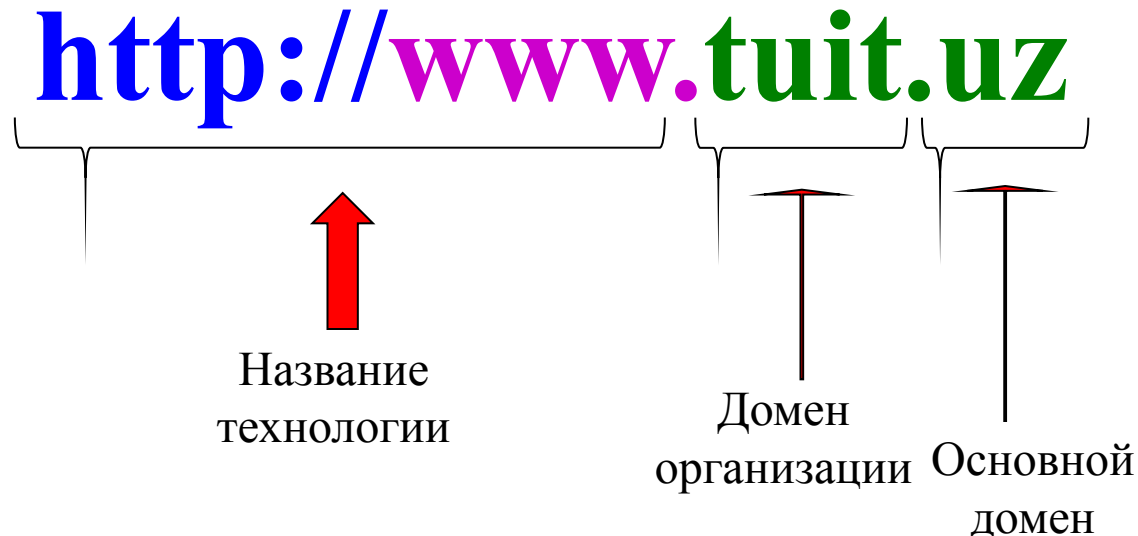 http://www.tuit.uz
Название
технологии
Домен
организации
Основной
домен